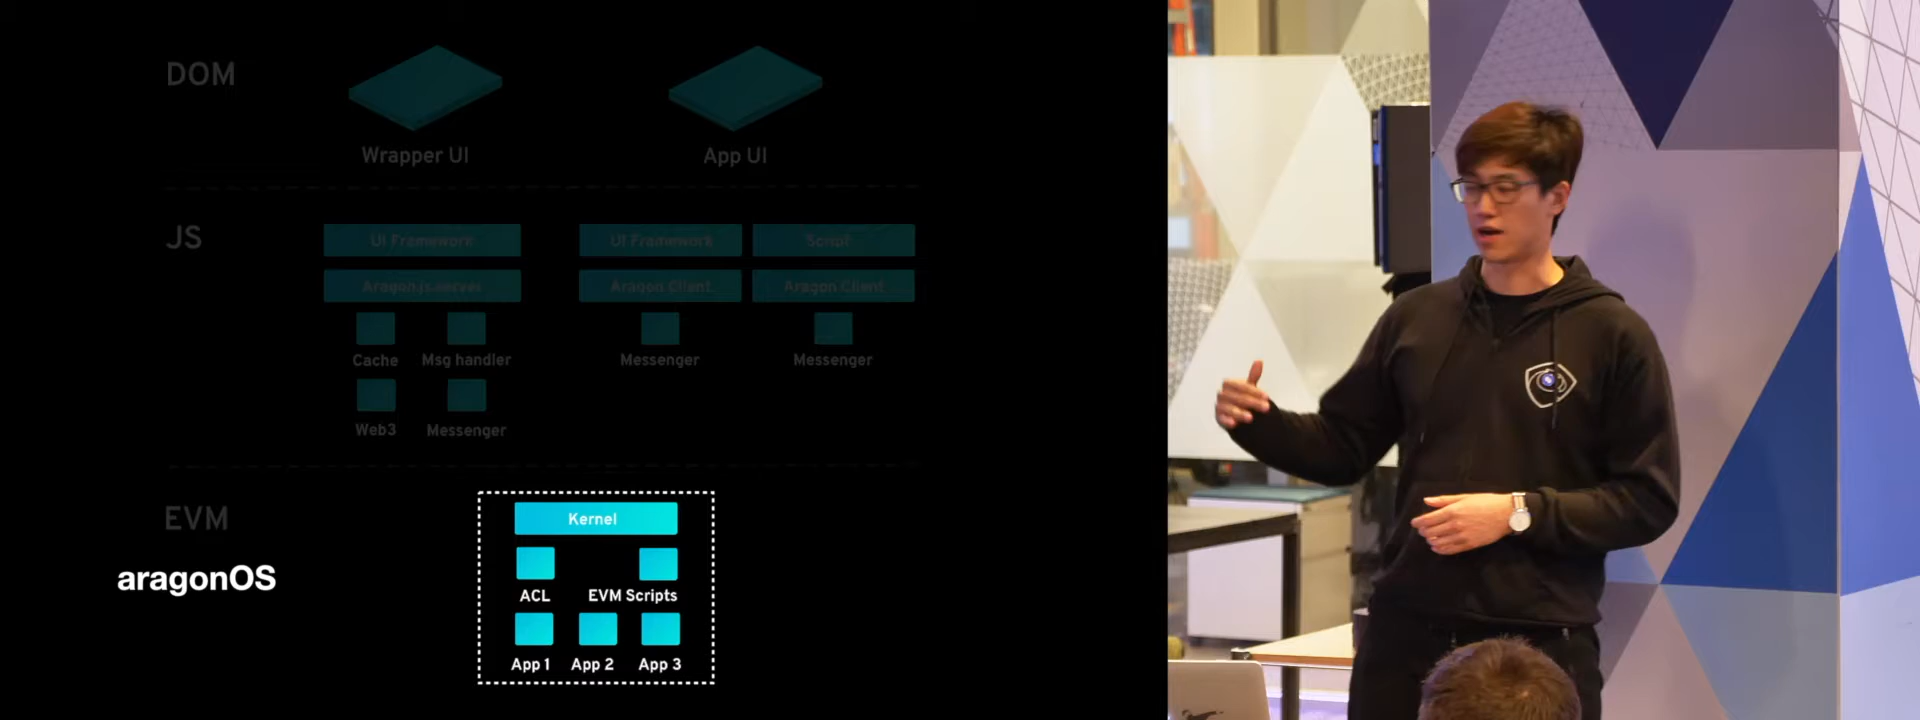 DOM
Wrapper UI
App UI
JS
UI Framework
UI Framework
Script
Aragon.js server
Aragon Client
Aragon Client
Cache
Msg handler
Messenger
Messenger
Web3
Messenger
EVM
aragonOS
Kernel
ACL
EVM Scripts
App 1
App 2
App 3